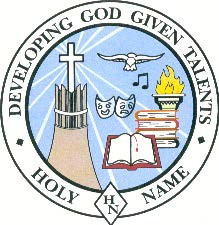 DEVELOPING GOD GIVEN TALENTS
HOLY NAME
HN